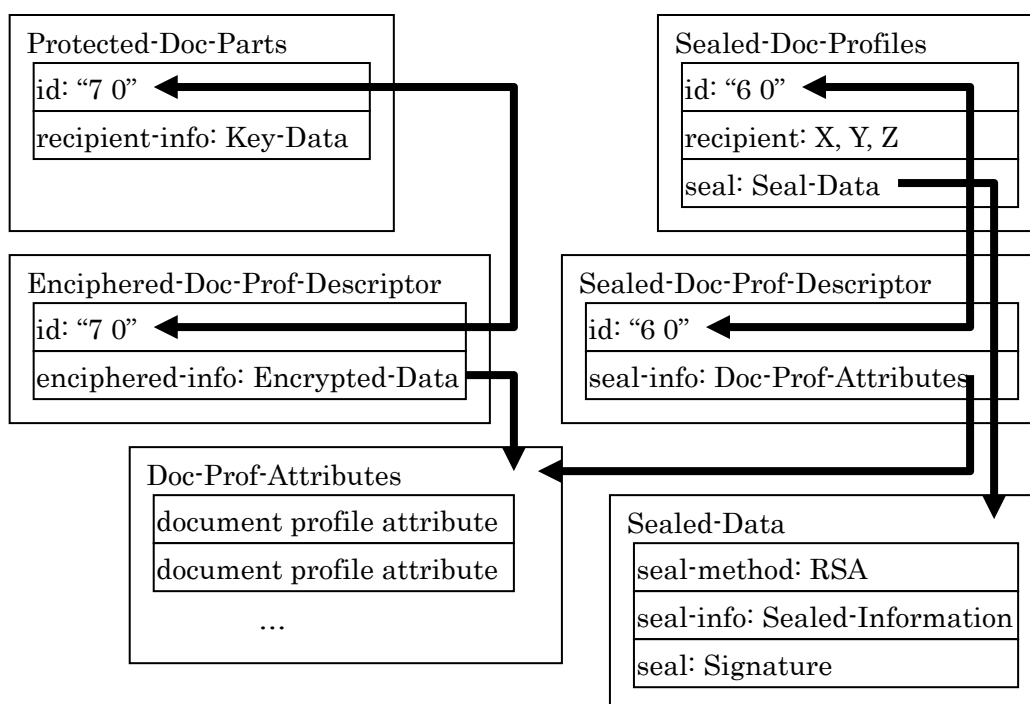 Protected-Doc-Parts
id: “7 0”
recipient-info: Key-Data
Sealed-Doc-Profiles
id: “6 0”
recipient: X, Y, Z
seal: Seal-Data
Enciphered-Doc-Prof-Descriptor
id: “7 0”
enciphered-info: Encrypted-Data
Sealed-Doc-Prof-Descriptor
id: “6 0”
seal-info: Doc-Prof-Attributes
Doc-Prof-Attributes
document profile attribute
document profile attribute
…
Sealed-Data
seal-method: RSA
seal-info: Sealed-Information
seal: Signature